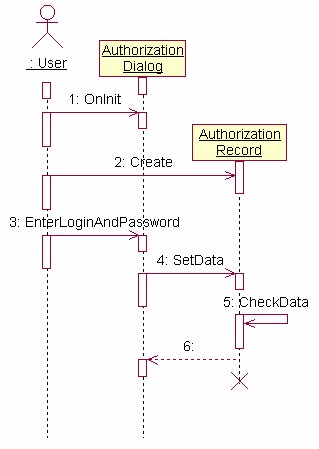 Authorization
Dialog
: User
1: OnInit
Authorization
Record
2: Create
3: EnterLoginAndPassword
4: SetData
5: CheckData
6: